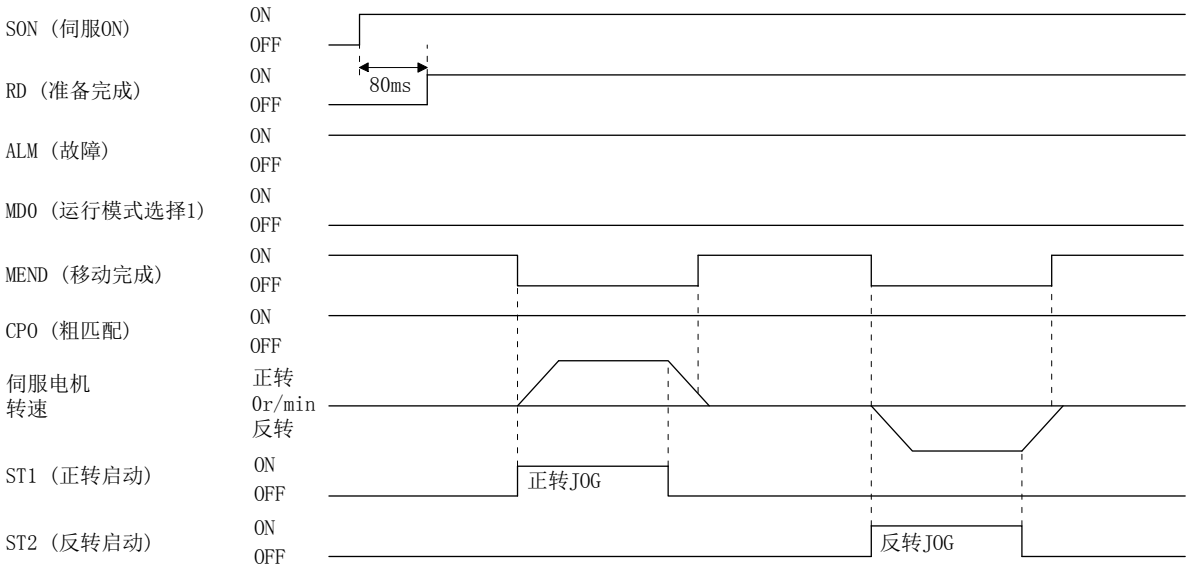 SON (伺服ON)
ON
OFF
RD (准备完成)
ON
OFF
80ms
ALM (故障)
ON
OFF
MDO (运行模式选择1)
ON
OFF
MEND (移动完成)
ON
OFF
CPO (粗匹配)
ON
OFF
伺服电机
转速
正转
0r/min
反转
ST1 (正转启动)
ON
OFF
正转JOG
ST2 (反转启动)
ON
OFF
反转JOG